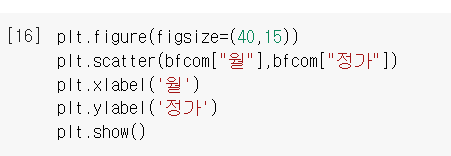 [16] plt.figure(figsize=(40,15))
plt.scatter(bfcom["월"],bfcom["정가"])
plt.xlabel('월')
plt.ylabel('정가')
plt.show()